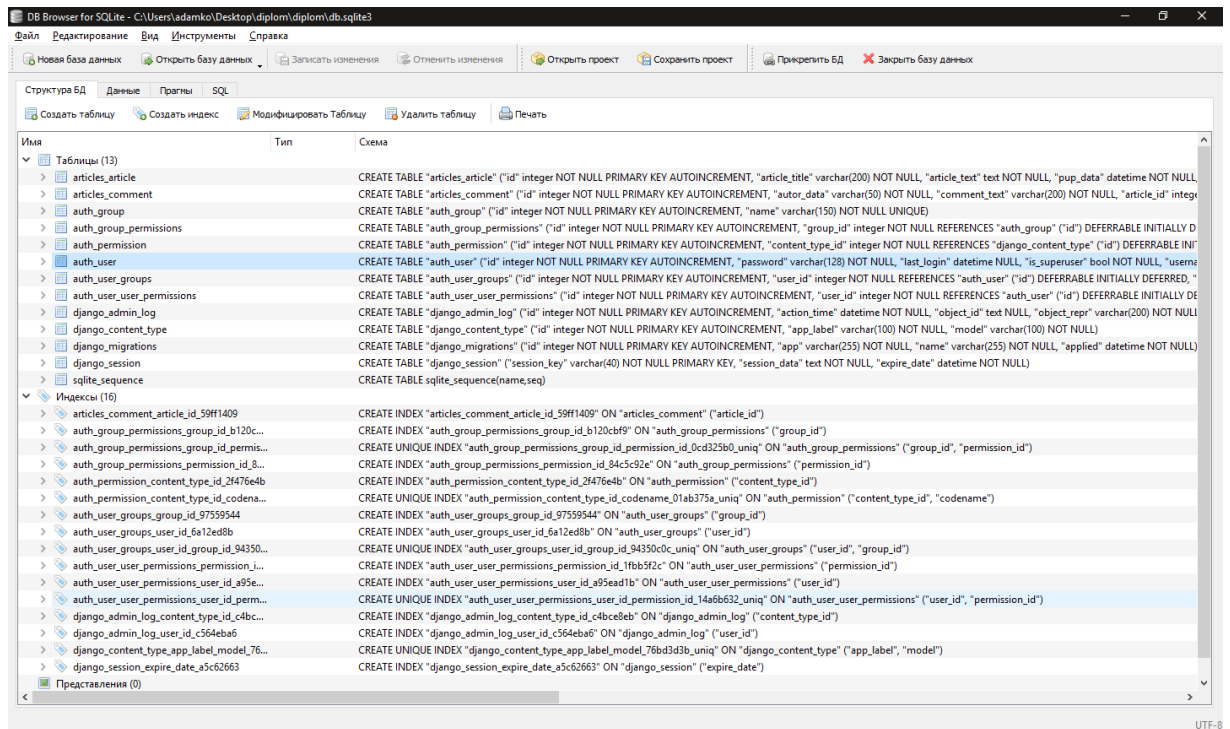 DB Browser for SQLite - C:\Users\adamko\Desktop\diplom\diplom\db.sqlite3
Файл Редактирование Вид Инструменты Справка
Новая база данных Открыть базу данных Записать изменения Отменить изменения Открыть проект Сохранить проект Прикрепить БД Закрыть базу данных
Структура БД Данные Прагмы SQL
Создать таблицу Создать индекс Модифицировать Таблицу Удалить таблицу Печать
Имя Тип Схема
Таблицы (13)
articles_article CREATE TABLE "articles_article" ("id" integer NOT NULL PRIMARY KEY AUTOINCREMENT, "article_title" varchar(200) NOT NULL, "article_text" text NOT NULL, "pup_data" datetime NOT NULL,
articles_comment CREATE TABLE "articles_comment" ("id" integer NOT NULL PRIMARY KEY AUTOINCREMENT, "autor_data" varchar(50) NOT NULL, "comment_text" varchar(200) NOT NULL, "article_id" intege
auth_group CREATE TABLE "auth_group" ("id" integer NOT NULL PRIMARY KEY AUTOINCREMENT, "name" varchar(150) NOT NULL UNIQUE)
auth_group_permissions CREATE TABLE "auth_group_permissions" ("id" integer NOT NULL PRIMARY KEY AUTOINCREMENT, "group_id" integer NOT NULL REFERENCES "auth_group" ("id") DEFERRABLE INITIALLY D
auth_permission CREATE TABLE "auth_permission" ("id" integer NOT NULL PRIMARY KEY AUTOINCREMENT, "content_type_id" integer NOT NULL REFERENCES "django_content_type" ("id") DEFERRABLE INI
auth_user CREATE TABLE "auth_user" ("id" integer NOT NULL PRIMARY KEY AUTOINCREMENT, "password" varchar(128) NOT NULL, "last_login" datetime NULL, "is_superuser" bool NOT NULL, "userna
auth_user_groups CREATE TABLE "auth_user_groups" ("id" integer NOT NULL PRIMARY KEY AUTOINCREMENT, "user_id" integer NOT NULL REFERENCES "auth_user" ("id") DEFERRABLE INITIALLY DEFERRED, "
auth_user_user_permissions CREATE TABLE "auth_user_user_permissions" ("id" integer NOT NULL PRIMARY KEY AUTOINCREMENT, "user_id" integer NOT NULL REFERENCES "auth_user" ("id") DEFERRABLE INITIALLY DE
django_admin_log CREATE TABLE "django_admin_log" ("id" integer NOT NULL PRIMARY KEY AUTOINCREMENT, "action_time" datetime NOT NULL, "object_id" text NULL, "object_repr" varchar(200) NOT NULL
django_content_type CREATE TABLE "django_content_type" ("id" integer NOT NULL PRIMARY KEY AUTOINCREMENT, "app_label" varchar(100) NOT NULL, "model" varchar(100) NOT NULL)
django_migrations CREATE TABLE "django_migrations" ("id" integer NOT NULL PRIMARY KEY AUTOINCREMENT, "app" varchar(255) NOT NULL, "name" varchar(255) NOT NULL, "applied" datetime NOT NULL)
django_session CREATE TABLE "django_session" ("session_key" varchar(40) NOT NULL PRIMARY KEY, "session_data" text NOT NULL, "expire_date" datetime NOT NULL)
sqlite_sequence CREATE TABLE sqlite_sequence(name,seq)
Индексы (16)
articles_comment_article_id_59ff1409 CREATE INDEX "articles_comment_article_id_59ff1409" ON "articles_comment" ("article_id")
auth_group_permissions_group_id_b120c... CREATE INDEX "auth_group_permissions_group_id_b120cbf9" ON "auth_group_permissions" ("group_id")
auth_group_permissions_group_id_permis... CREATE UNIQUE INDEX "auth_group_permissions_group_id_permission_id_0cd325b0_uniq" ON "auth_group_permissions" ("group_id", "permission_id")
auth_group_permissions_permission_id_8... CREATE INDEX "auth_group_permissions_permission_id_84c5c92e" ON "auth_group_permissions" ("permission_id")
auth_permission_content_type_id_2f476e4b CREATE INDEX "auth_permission_content_type_id_2f476e4b" ON "auth_permission" ("content_type_id")
auth_permission_content_type_id_codena... CREATE UNIQUE INDEX "auth_permission_content_type_id_codename_01ab375a_uniq" ON "auth_permission" ("content_type_id", "codename")
auth_user_groups_group_id_97559544 CREATE INDEX "auth_user_groups_group_id_97559544" ON "auth_user_groups" ("group_id")
auth_user_groups_user_id_6a12ed8b CREATE INDEX "auth_user_groups_user_id_6a12ed8b" ON "auth_user_groups" ("user_id")
auth_user_groups_user_id_group_id_94350... CREATE UNIQUE INDEX "auth_user_groups_user_id_group_id_94350c0c_uniq" ON "auth_user_groups" ("user_id", "group_id")
auth_user_user_permissions_permission_i... CREATE INDEX "auth_user_user_permissions_permission_id_1fbb5f2c" ON "auth_user_user_permissions" ("permission_id")
auth_user_user_permissions_user_id_a95e... CREATE INDEX "auth_user_user_permissions_user_id_a95ead1b" ON "auth_user_user_permissions" ("user_id")
auth_user_user_permissions_user_id_perm... CREATE UNIQUE INDEX "auth_user_user_permissions_user_id_permission_id_14a6b632_uniq" ON "auth_user_user_permissions" ("user_id", "permission_id")
django_admin_log_content_type_id_c4bc... CREATE INDEX "django_admin_log_content_type_id_c4bce8eb" ON "django_admin_log" ("content_type_id")
django_admin_log_user_id_c564eba6 CREATE INDEX "django_admin_log_user_id_c564eba6" ON "django_admin_log" ("user_id")
django_content_type_app_label_model_76... CREATE UNIQUE INDEX "django_content_type_app_label_model_76bd3d3b_uniq" ON "django_content_type" ("app_label", "model")
django_session_expire_date_a5c62663 CREATE INDEX "django_session_expire_date_a5c62663" ON "django_session" ("expire_date")
Представления (0)
UTF-8